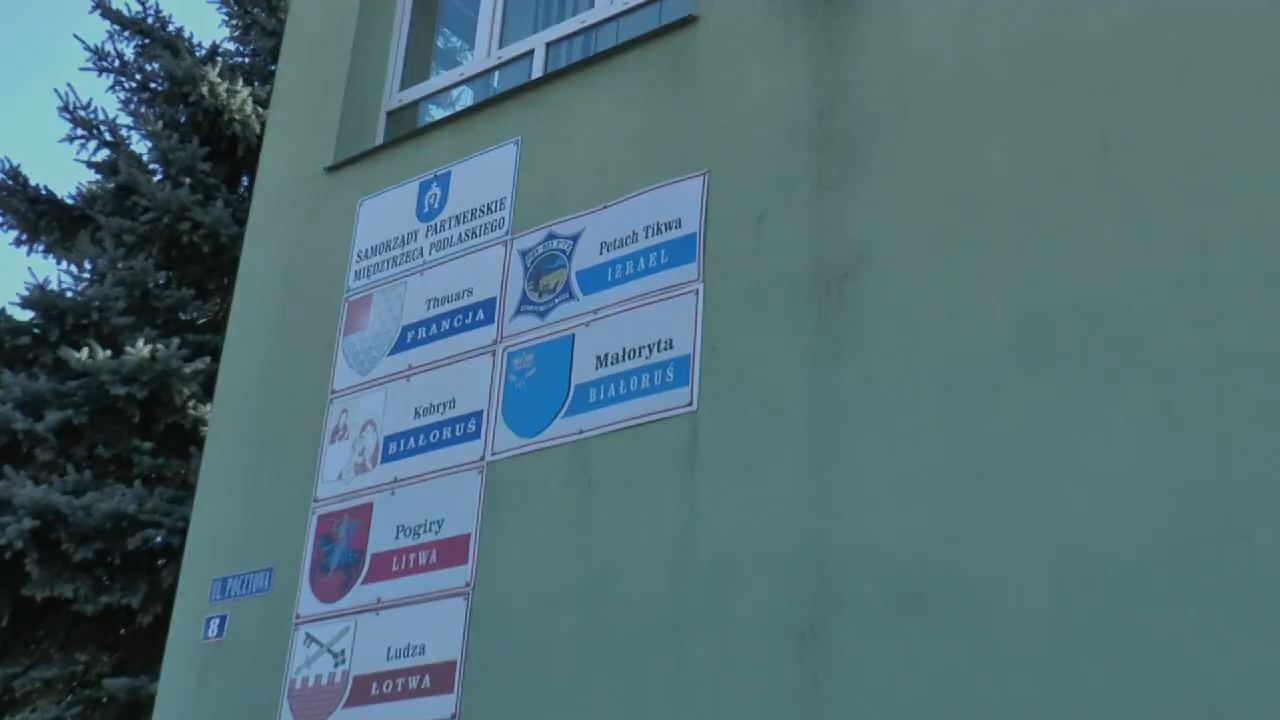 SAMORZĄDY PARTNERSKIE
MIĘDZYRZECA PODLASKIEGO
Thouars
FRANCJA
Kobryń
BIAŁORUŚ
Pogiry
LITWA
Ludza
ŁOTWA
Petach Tikwa
IZRAEL
Małoryta
BIAŁORUŚ
UL. POCZTOWA
8